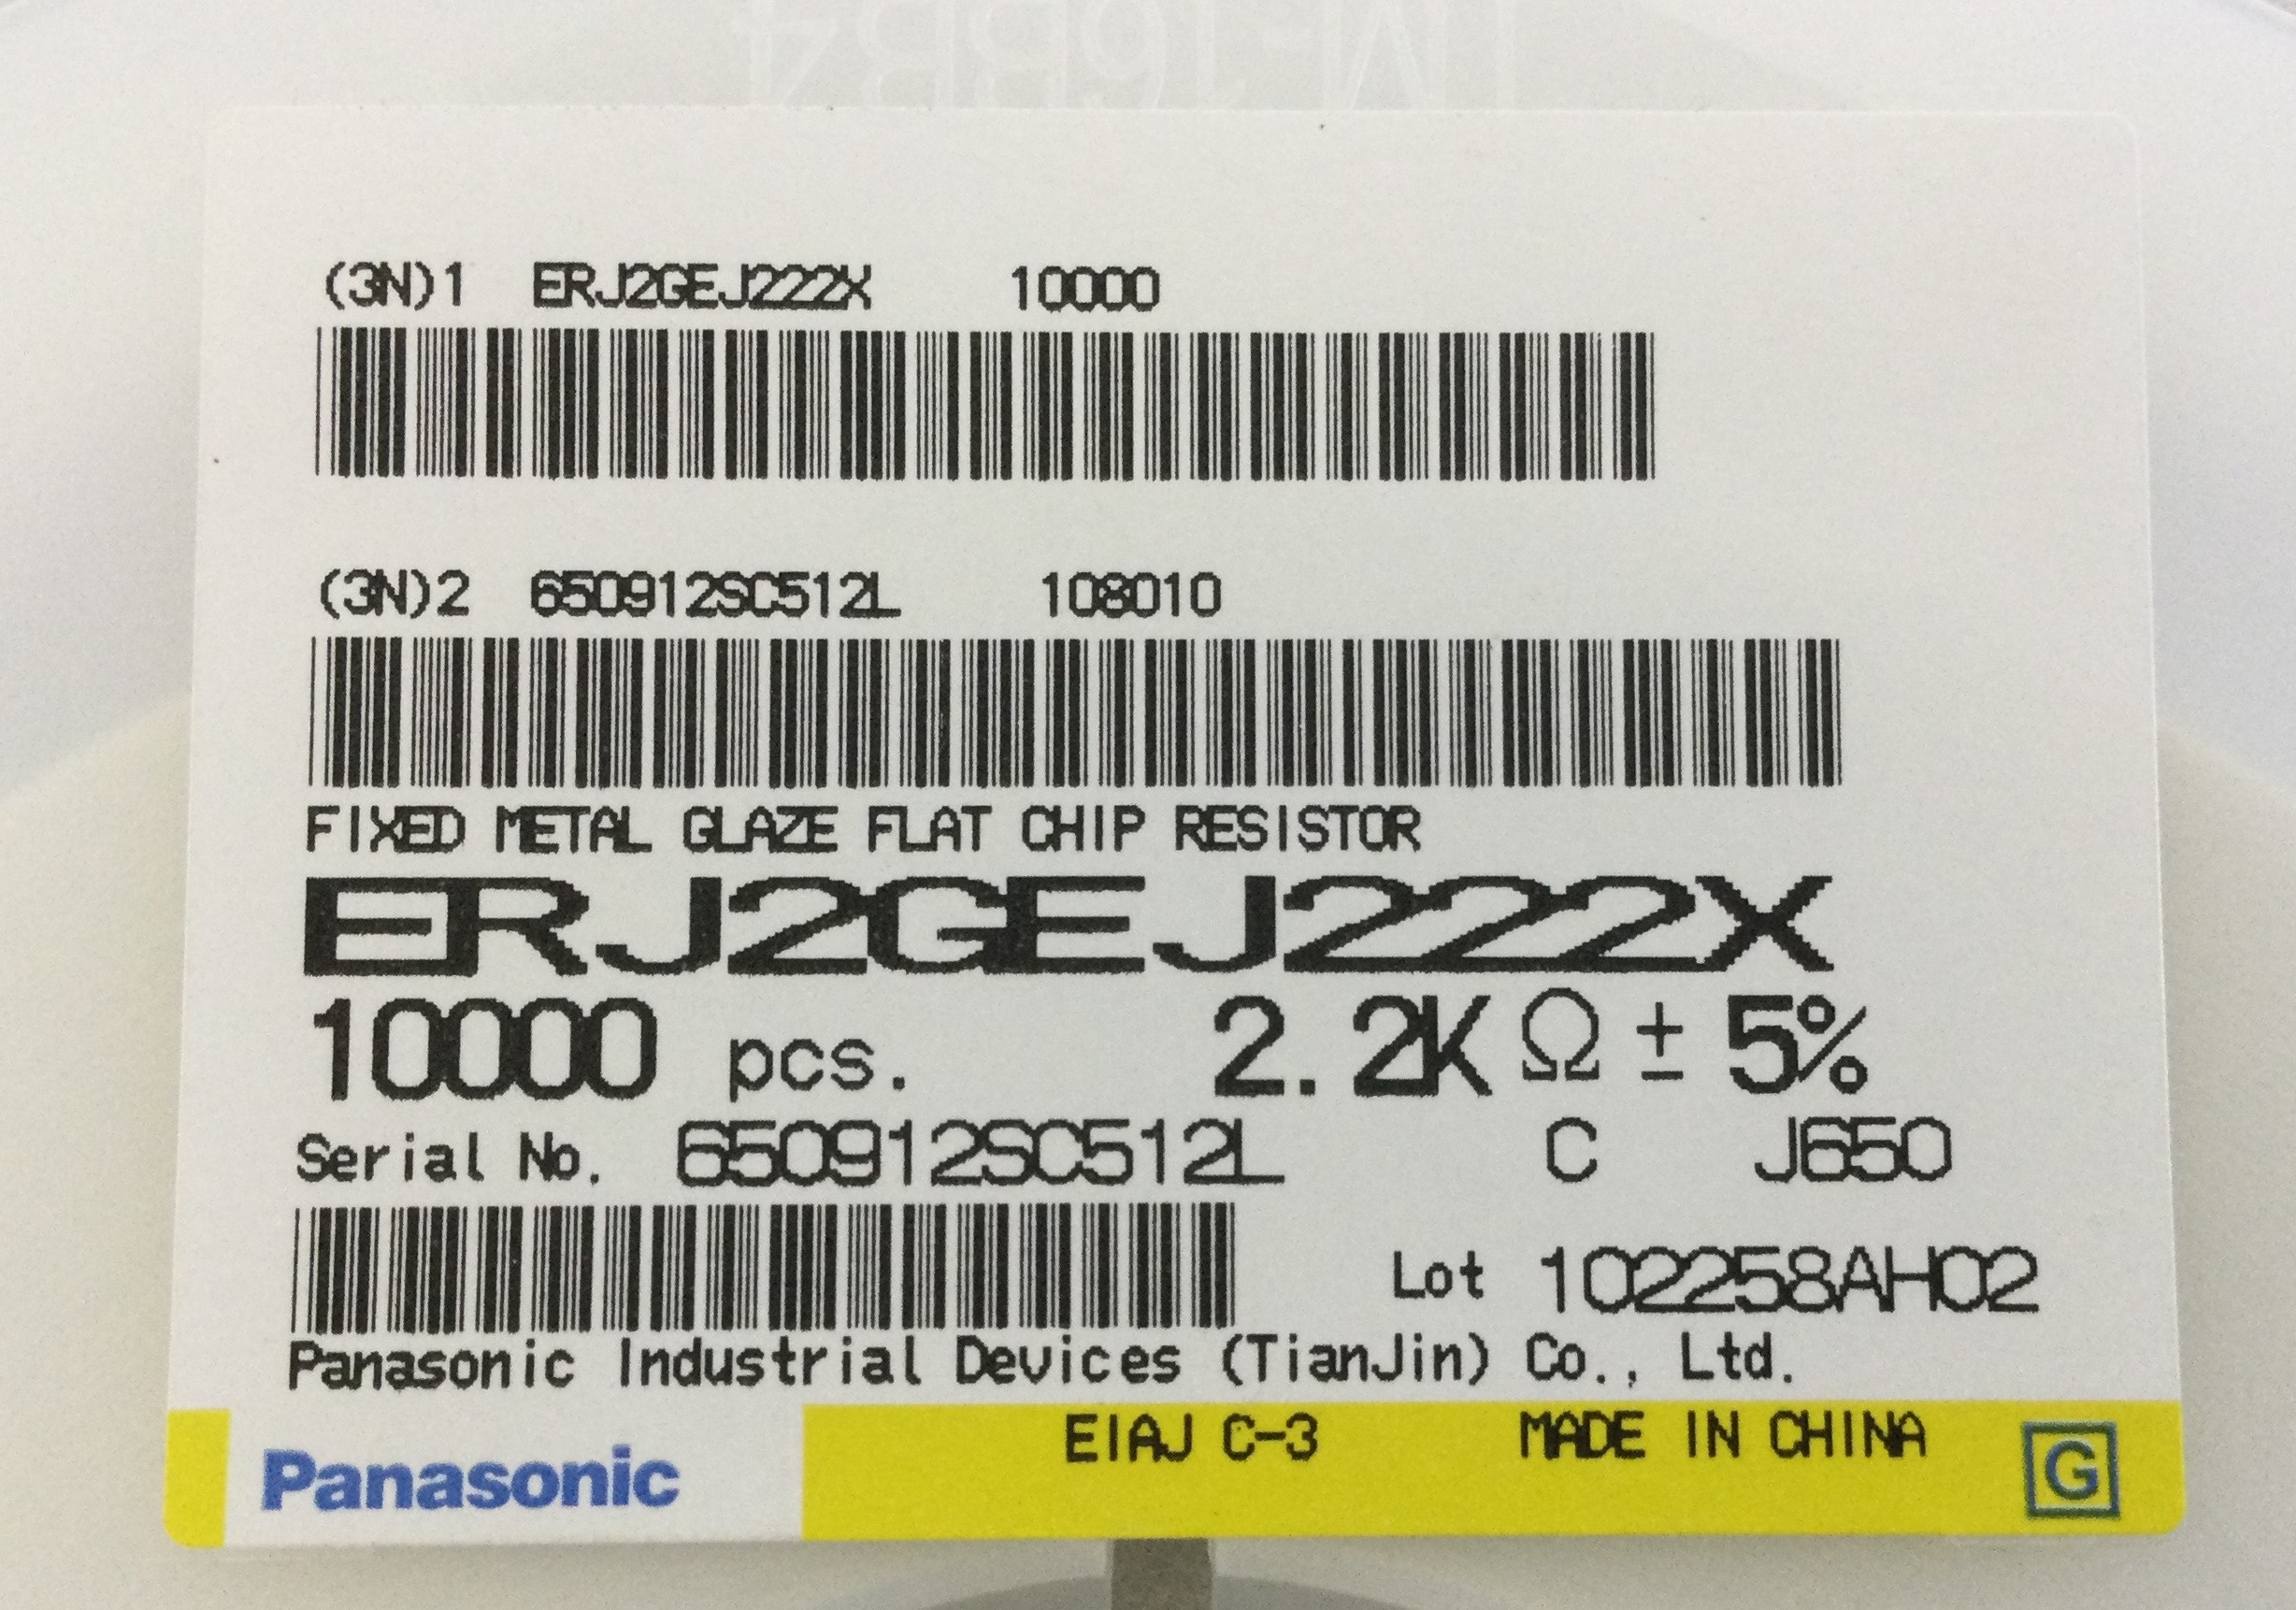 (3N)1 ERJ2GEJ222X 10000
(3N)2 650912SC512L 108010
FIXED METAL GLAZE FLAT CHIP RESISTOR
ERJ2GEJ222X
10000 pcs. 2.2KΩ±5%
Serial No. 650912SC512L C J650
Lot 102258AH02
Panasonic Industrial Devices (TianJin) Co., Ltd.
EIAJ C-3 MADE IN CHINA
Panasonic G